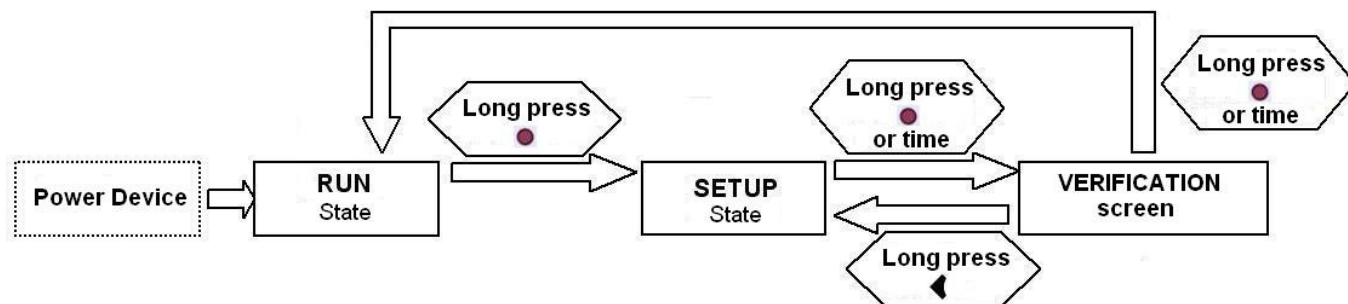 Power Device
RUN
State
Long press
SETUP
State
Long press
or time
VERIFICATION
screen
Long press
Long press
or time